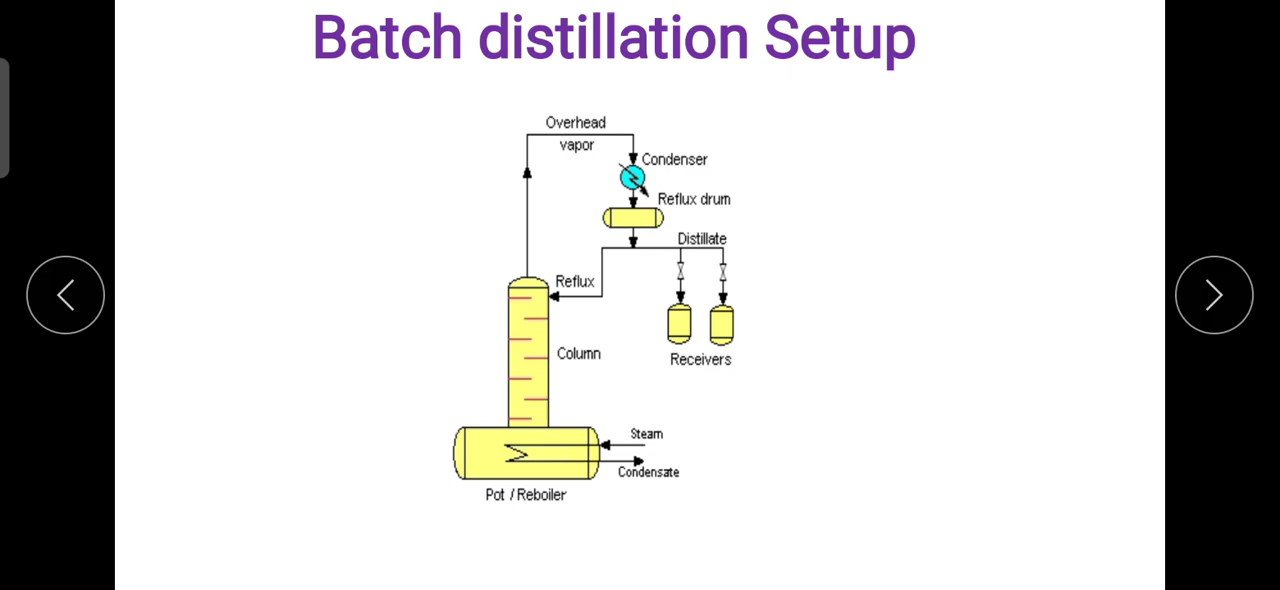 Batch distillation Setup
Overhead
vapor
Condenser
Reflux drum
Distillate
Reflux
Column
Receivers
Steam
Condensate
Pot / Reboiler